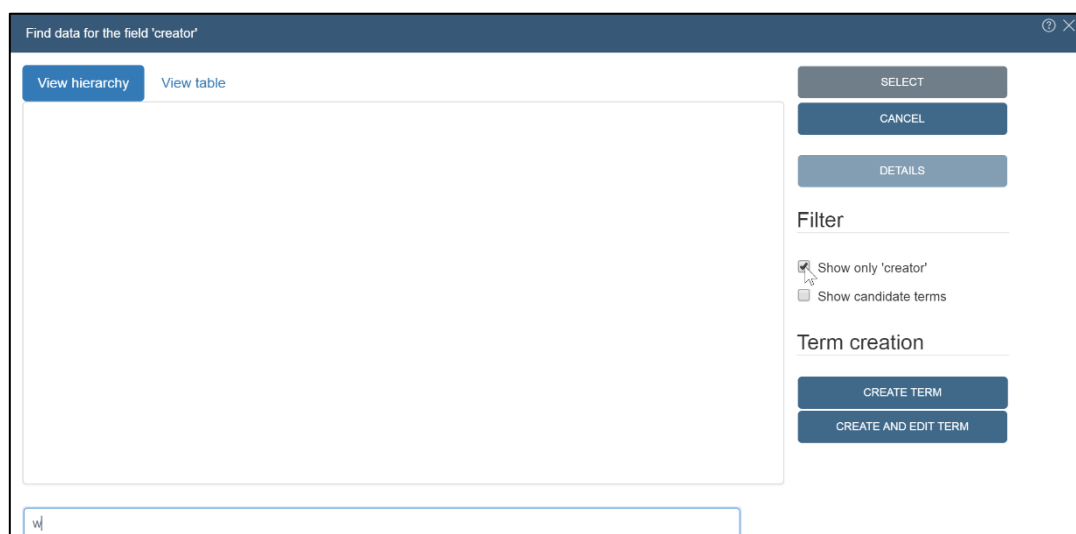 Find data for the field 'creator'
View hierarchy View table
SELECT
CANCEL
DETAILS
Filter
Show only 'creator'
Show candidate terms
Term creation
CREATE TERM
CREATE AND EDIT TERM
w